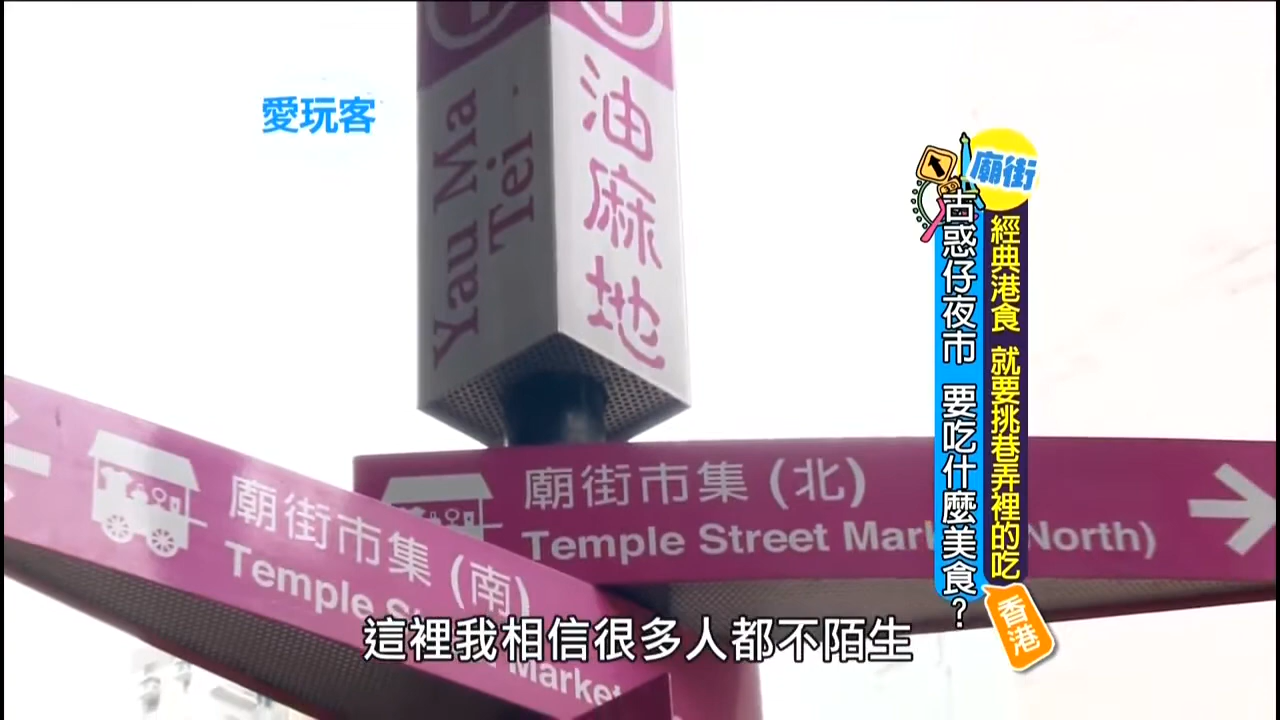 愛玩客
Yau Ma
Tei
油麻地
廟街
經典港食 就要挑巷弄裡的吃
古惑仔夜市 要吃什麼美食?
香港
廟街市集(北)
Temple Street Mark North)
廟街市集(南)
Temple S Market
這裡我相信很多人都不陌生